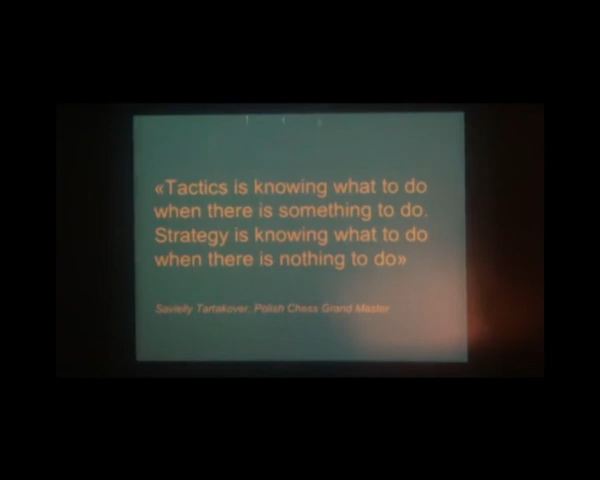 «Tactics is knowing what to do
when there is something to do.
Strategy is knowing what to do
when there is nothing to do»
Savielly Tartakover, Polish Chess Grand Master